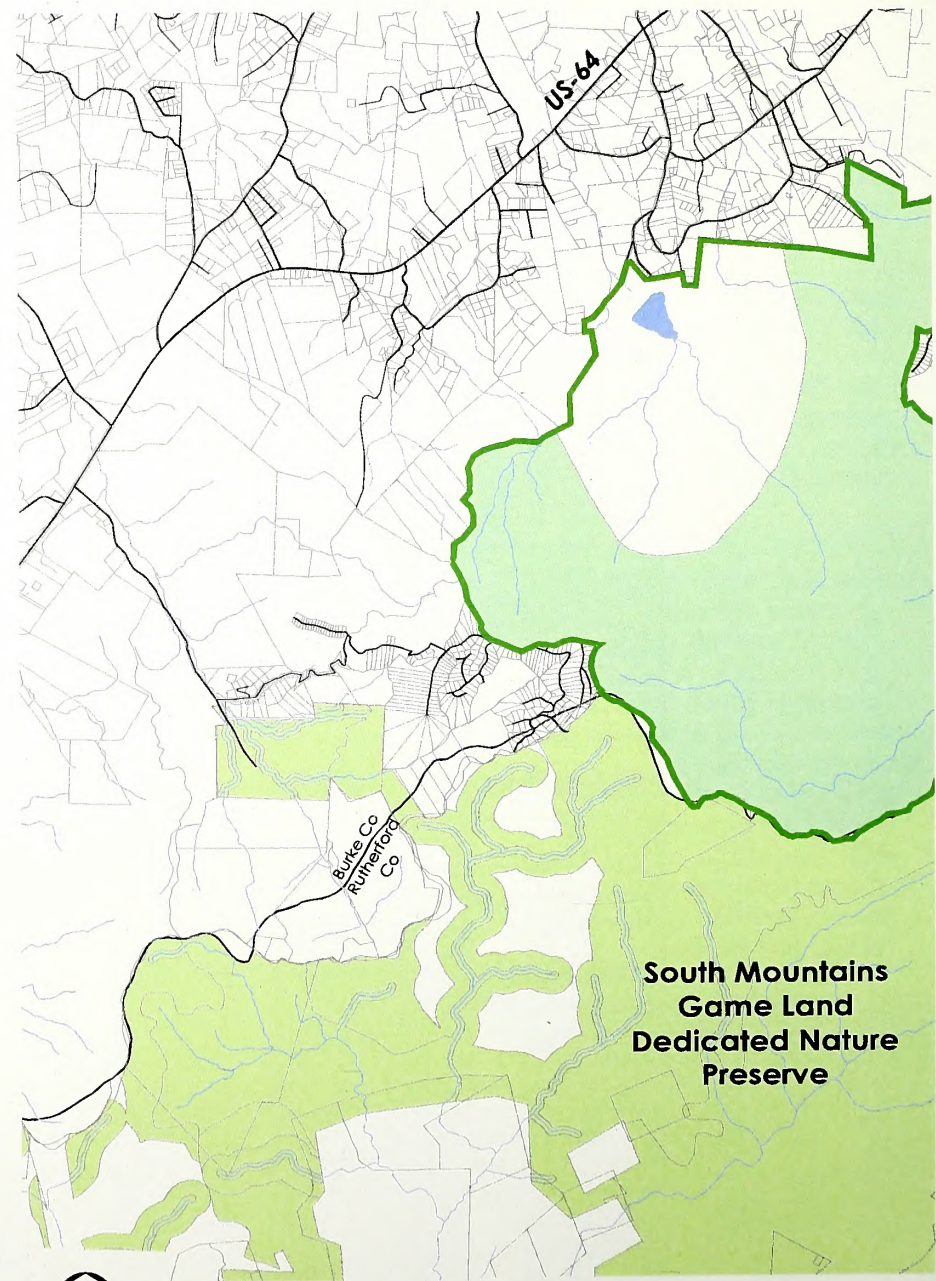 US-64
Burke Co
Rutherford
Co
South Mountains
Game Land
Dedicated Nature
Preserve